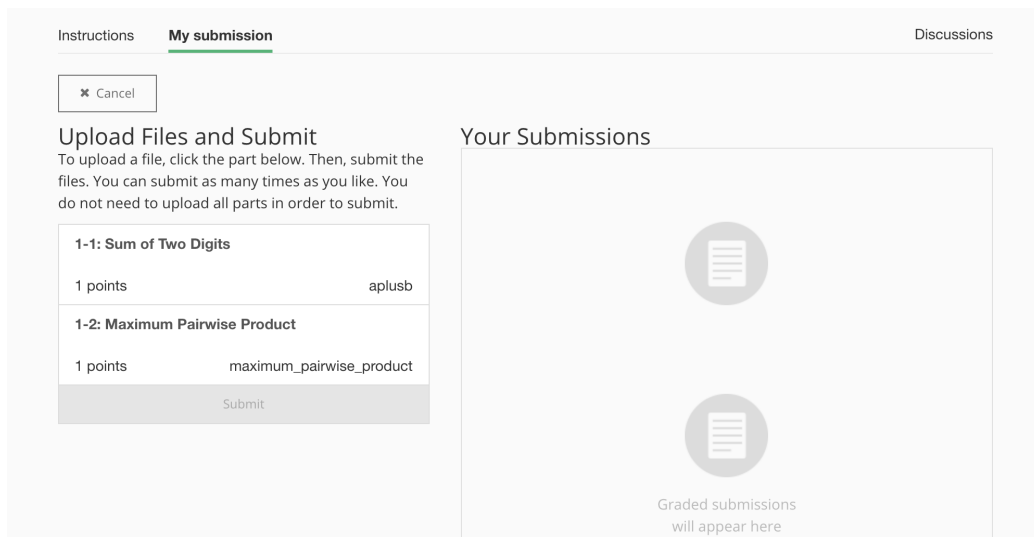 Instructions My submission Discussions
✖ Cancel
Upload Files and Submit
To upload a file, click the part below. Then, submit the
files. You can submit as many times as you like. You
do not need to upload all parts in order to submit.
1-1: Sum of Two Digits
1 points aplusb
1-2: Maximum Pairwise Product
1 points maximum_pairwise_product
Submit
Your Submissions
Graded submissions
will appear here